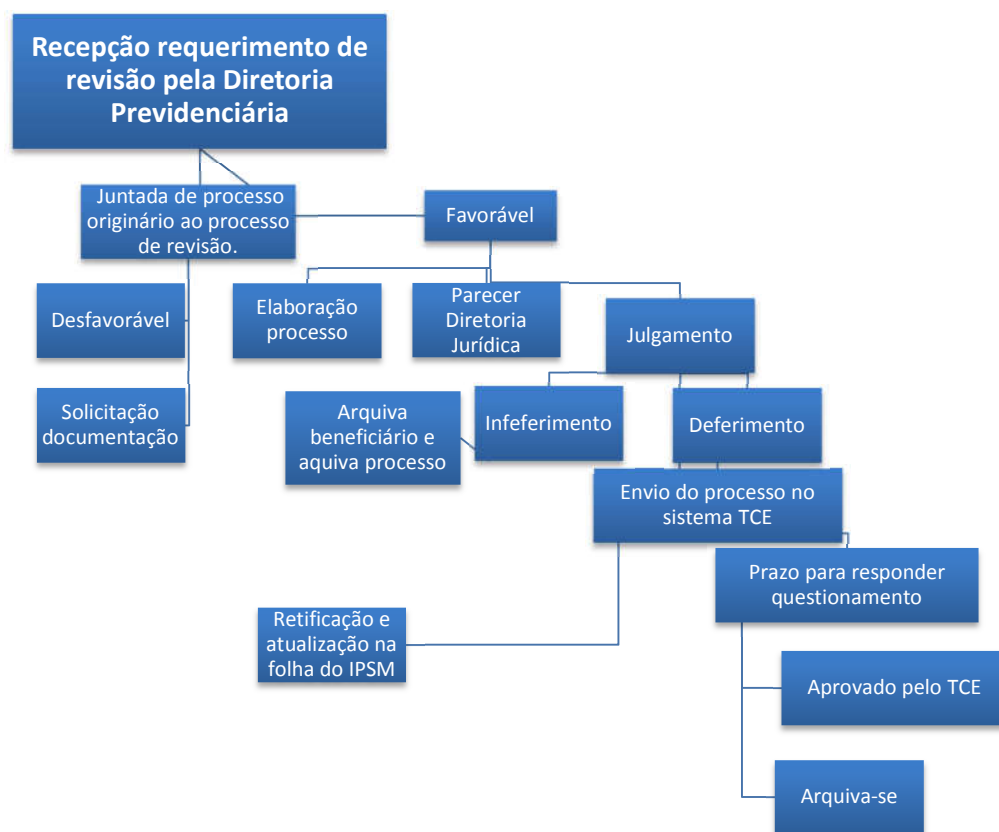 Recepção requerimento de
revisão pela Diretoria
Previdenciária
Juntada de processo
originário ao processo
de revisão.
Favorável
Desfavorável
Elaboração
processo
Parecer
Diretoria
Jurídica
Julgamento
Solicitação
documentação
Arquiva
beneficiário e
aquiva processo
Infeferimento
Deferimento
Envio do processo no
sistema TCE
Prazo para responder
questionamento
Retificação e
atualização na
folha do IPSM
Aprovado pelo TCE
Arquiva-se